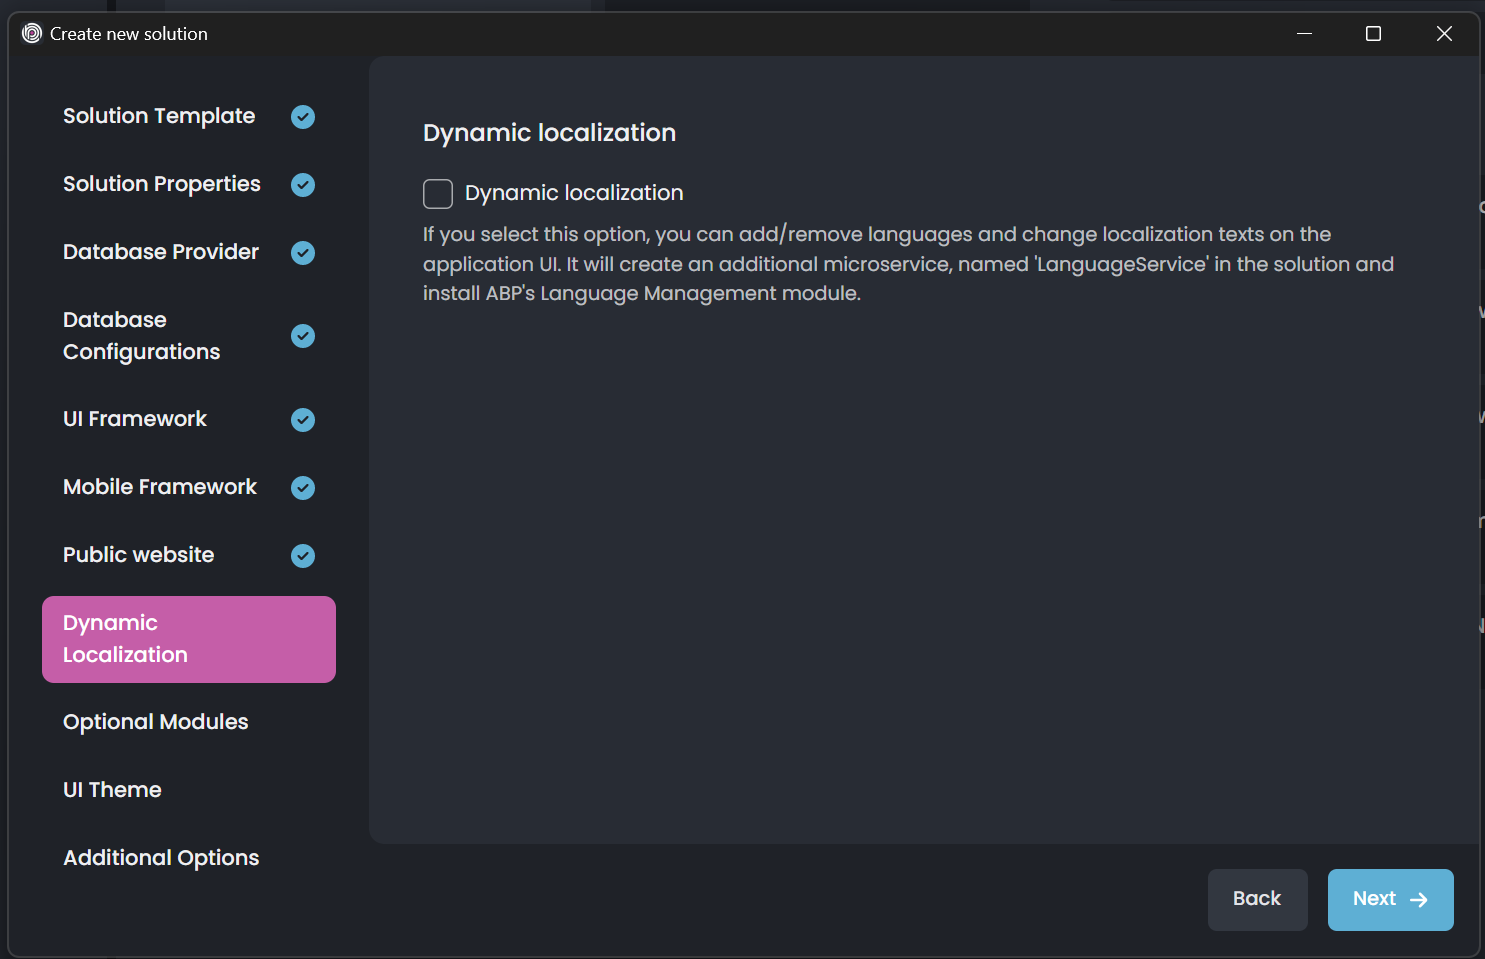 Create new solution
Solution Template
Solution Properties
Database Provider
Database
Configurations
UI Framework
Mobile Framework
Public website
Dynamic
Localization
Optional Modules
UI Theme
Additional Options
Dynamic localization
Dynamic localization
If you select this option, you can add/remove languages and change localization texts on the
application UI. It will create an additional microservice, named 'LanguageService' in the solution and
install ABP's Language Management module.
Back
Next